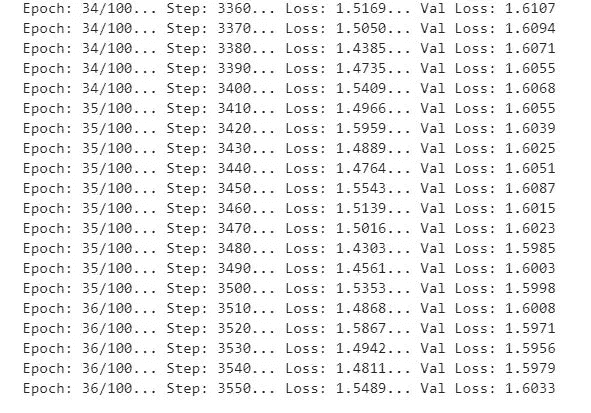 Epoch: 34/100... Step: 3360... Loss: 1.5169... Val Loss: 1.6107
Epoch: 34/100... Step: 3370... Loss: 1.5050... Val Loss: 1.6094
Epoch: 34/100... Step: 3380... Loss: 1.4385... Val Loss: 1.6071
Epoch: 34/100... Step: 3390... Loss: 1.4735... Val Loss: 1.6055
Epoch: 34/100... Step: 3400... Loss: 1.5409... Val Loss: 1.6068
Epoch: 35/100... Step: 3410... Loss: 1.4966... Val Loss: 1.6055
Epoch: 35/100... Step: 3420... Loss: 1.5959... Val Loss: 1.6039
Epoch: 35/100... Step: 3430... Loss: 1.4889... Val Loss: 1.6025
Epoch: 35/100... Step: 3440... Loss: 1.4764... Val Loss: 1.6051
Epoch: 35/100... Step: 3450... Loss: 1.5543... Val Loss: 1.6087
Epoch: 35/100... Step: 3460... Loss: 1.5139... Val Loss: 1.6015
Epoch: 35/100... Step: 3470... Loss: 1.5016... Val Loss: 1.6023
Epoch: 35/100... Step: 3480... Loss: 1.4303... Val Loss: 1.5985
Epoch: 35/100... Step: 3490... Loss: 1.4561... Val Loss: 1.6003
Epoch: 35/100... Step: 3500... Loss: 1.5353... Val Loss: 1.5998
Epoch: 36/100... Step: 3510... Loss: 1.4868... Val Loss: 1.6008
Epoch: 36/100... Step: 3520... Loss: 1.5867... Val Loss: 1.5971
Epoch: 36/100... Step: 3530... Loss: 1.4942... Val Loss: 1.5956
Epoch: 36/100... Step: 3540... Loss: 1.4811... Val Loss: 1.5979
Epoch: 36/100... Step: 3550... Loss: 1.5489... Val Loss: 1.6033